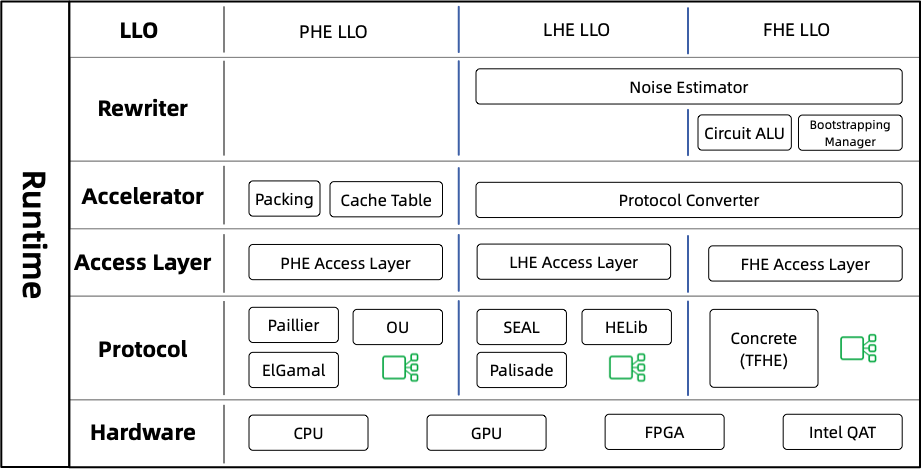 Runtime
LLO
PHE LLO
LHE LLO
FHE LLO
Rewriter
Noise Estimator
Circuit ALU
Bootstrapping
Manager
Accelerator
Packing
Cache Table
Protocol Converter
Access Layer
PHE Access Layer
LHE Access Layer
FHE Access Layer
Protocol
Paillier
OU
ElGamal
SEAL
HELib
Palisade
Concrete
(TFHE)
Hardware
CPU
GPU
FPGA
Intel QAT